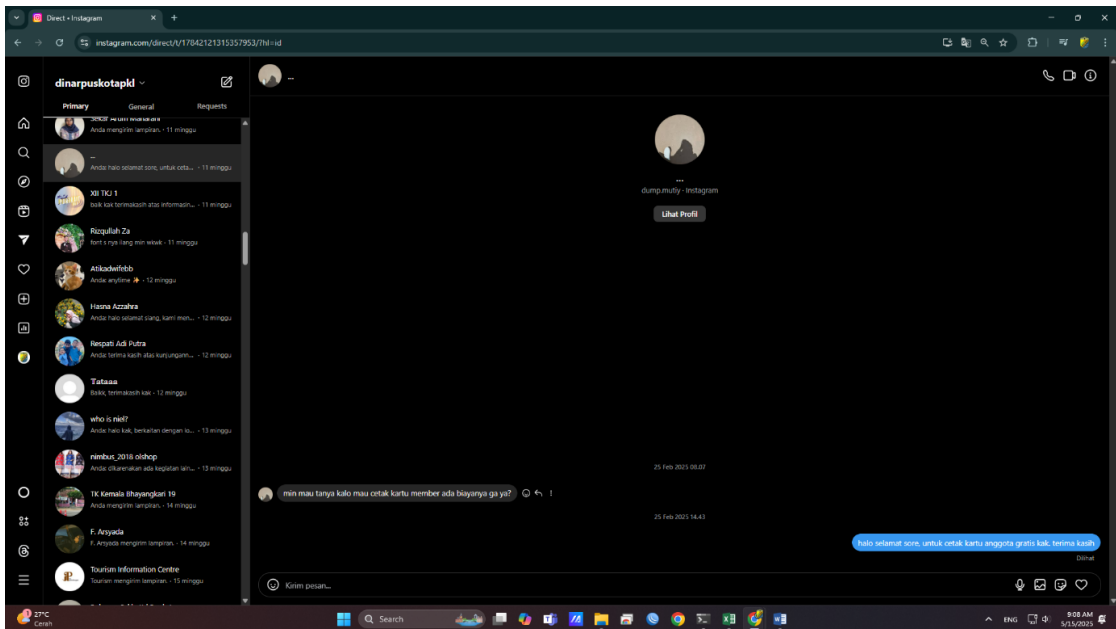 Direct • Instagram
instagram.com/direct/t/17842121315357953/?hl=id
dinarpuskotapkl
Primary
General
Requests
Sekar Arum Maharani
Anda mengirim lampiran. · 11 minggu
...
Anda: halo selamat sore, untuk ceta... · 11 minggu
XII TKJ 1
baik kak terimakasih atas informasin... · 11 minggu
Rizqullah Za
font s nya ilang min wkwk · 11 minggu
Atikadwifebb
Anda: anytime ✨ · 12 minggu
Hasna Azzahra
Anda: halo selamat siang, kami men... · 12 minggu
Respati Adi Putra
Anda: terima kasih atas kunjungann... · 12 minggu
Tataaa
Baikk, terimakasih kak · 12 minggu
who is niel?
Anda: halo kak, berkaitan dengan lo... · 13 minggu
nimbus_2018 olshop
Anda: dikarenakan ada kegiatan lain... · 13 minggu
TK Kemala Bhayangkari 19
Anda mengirim lampiran. · 14 minggu
F. Arsyada
F. Arsyada mengirim lampiran. · 14 minggu
Tourism Information Centre
Tourism mengirim lampiran. · 15 minggu
...
...
dump.mutiy · Instagram
Lihat Profil
25 Feb 2025 09.07
min mau tanya kalo mau cetak kartu member ada biayanya ga ya?
25 Feb 2025 14.43
halo selamat sore, untuk cetak kartu anggota gratis kak, terima kasih
Dilihat
Kirim pesan...
27°C
Cerah
Search
ENG
9:08 AM
5/15/2025